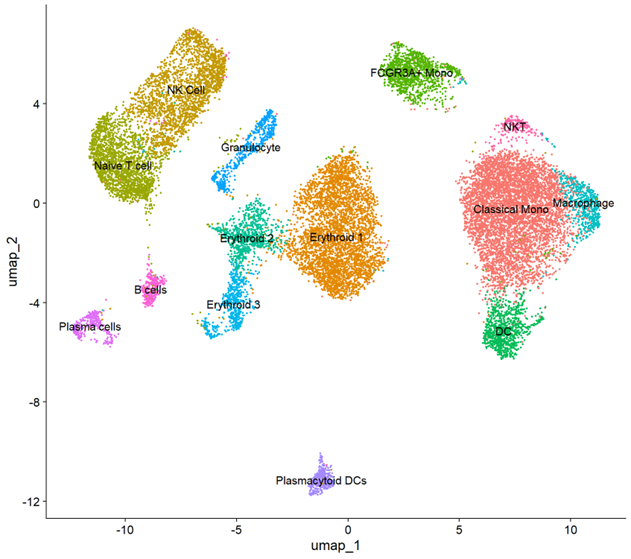 FCGR3A+ Mono
NK Cell
4
NKT
Granulocyte
Naive T cell
Macrophage
0
Classical Mono
Erythroid 1
Erythroid 2
umap_2
B cells
Erythroid 3
-4
Plasma cells
DC
-8
Plasmacytoid DCs
-12
-10 -5 0 5 10
umap_1